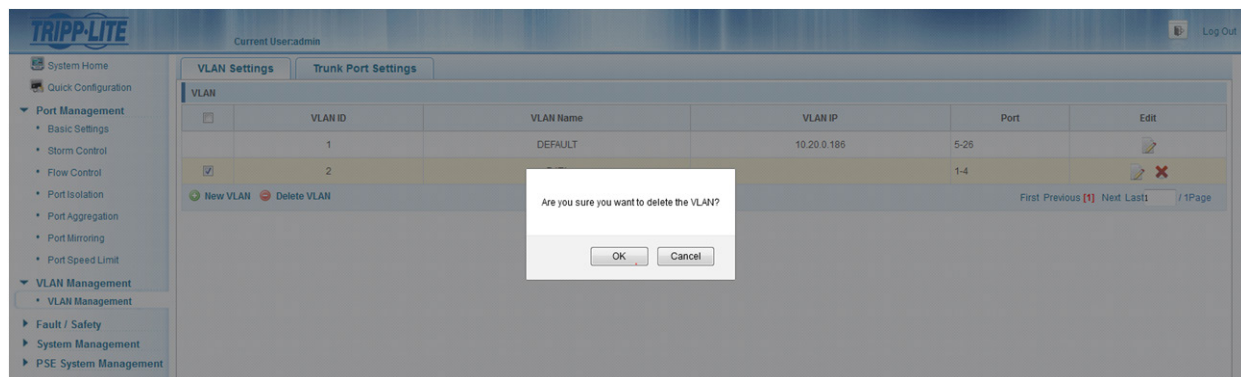 TRIPP·LITE
Current User:admin
Log Out
System Home
Quick Configuration
Port Management
Basic Settings
Storm Control
Flow Control
Port Isolation
Port Aggregation
Port Mirroring
Port Speed Limit
VLAN Management
VLAN Management
Fault / Safety
System Management
PSE System Management
VLAN Settings Trunk Port Settings
VLAN
VLAN ID VLAN Name VLAN IP Port Edit
1 DEFAULT 10.20.0.186 5-26
2 1-4
New VLAN Delete VLAN First Previous [1] Next Last 1 / 1Page
Are you sure you want to delete the VLAN?
OK Cancel